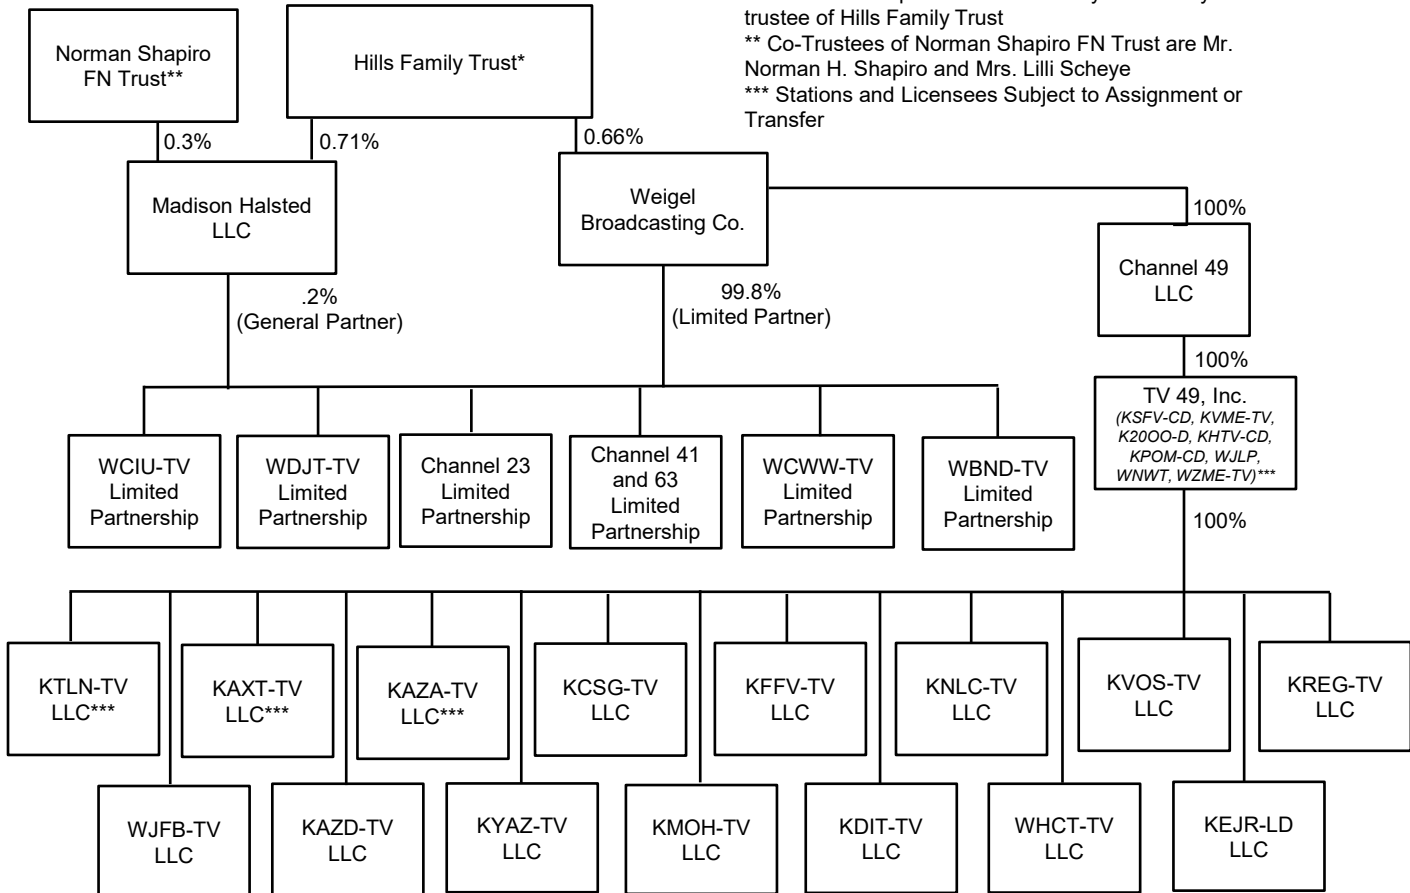 trustee of Hills Family Trust
** Co-Trustees of Norman Shapiro FN Trust are Mr.
Norman H. Shapiro and Mrs. Lilli Scheye
*** Stations and Licensees Subject to Assignment or
Transfer
Norman Shapiro
FN Trust**
Hills Family Trust*
0.3%
0.71%
0.66%
Madison Halsted
LLC
Weigel
Broadcasting Co.
100%
Channel 49
LLC
.2%
(General Partner)
99.8%
(Limited Partner)
100%
TV 49, Inc.
(KSFV-CD, KVME-TV,
K20OO-D, KHTV-CD,
KPOM-CD, WJLP,
WNWT, WZME-TV)***
100%
WCIU-TV
Limited
Partnership
WDJT-TV
Limited
Partnership
Channel 23
Limited
Partnership
Channel 41
and 63
Limited
Partnership
WCWW-TV
Limited
Partnership
WBND-TV
Limited
Partnership
KTLN-TV
LLC***
KAXT-TV
LLC***
KAZA-TV
LLC***
KCSG-TV
LLC
KFFV-TV
LLC
KNLC-TV
LLC
KVOS-TV
LLC
KREG-TV
LLC
WJFB-TV
LLC
KAZD-TV
LLC
KYAZ-TV
LLC
KMOH-TV
LLC
KDIT-TV
LLC
WHCT-TV
LLC
KEJR-LD
LLC